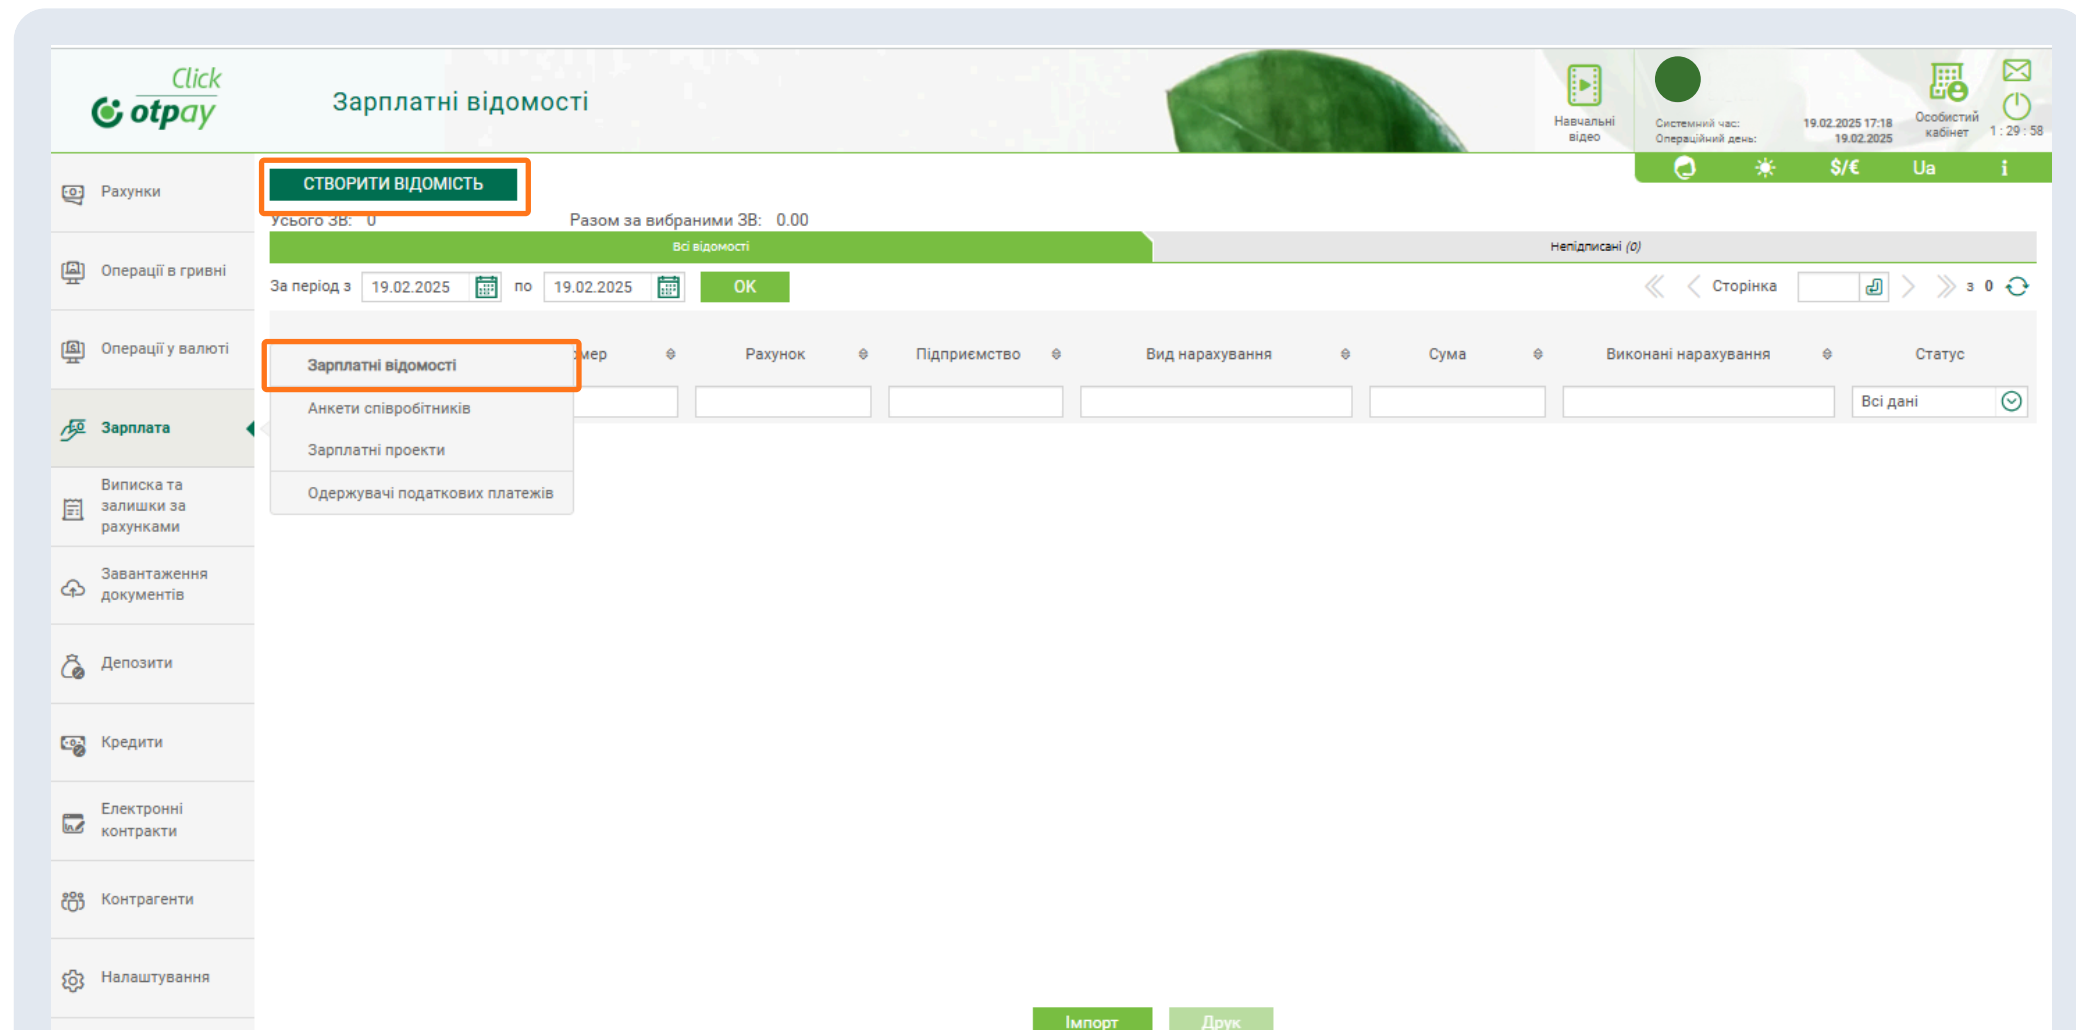 Click
otpay
Зарплатні відомості
Навчальні
відео
Системний час:
Операційний день:
19.02.2025 17:18
19.02.2025
Особистий
кабінет
1 : 29 : 58
$/€
Ua
i
СТВОРИТИ ВІДОМІСТЬ
Усього ЗВ: 0
Разом за вибраними ЗВ: 0.00
Всі відомості
Непідписані (0)
За період з 19.02.2025 по 19.02.2025 OK
Сторінка
з 0
омер
Рахунок
Підприємство
Вид нарахування
Сума
Виконані нарахування
Статус
Всі дані
Зарплатні відомості
Анкети співробітників
Зарплатні проекти
Одержувачі податкових платежів
Рахунки
Операції в гривні
Операції у валюті
Зарплата
Виписка та
залишки за
рахунками
Завантаження
документів
Депозити
Кредити
Електронні
контракти
Контрагенти
Налаштування
Імпорт
Друк